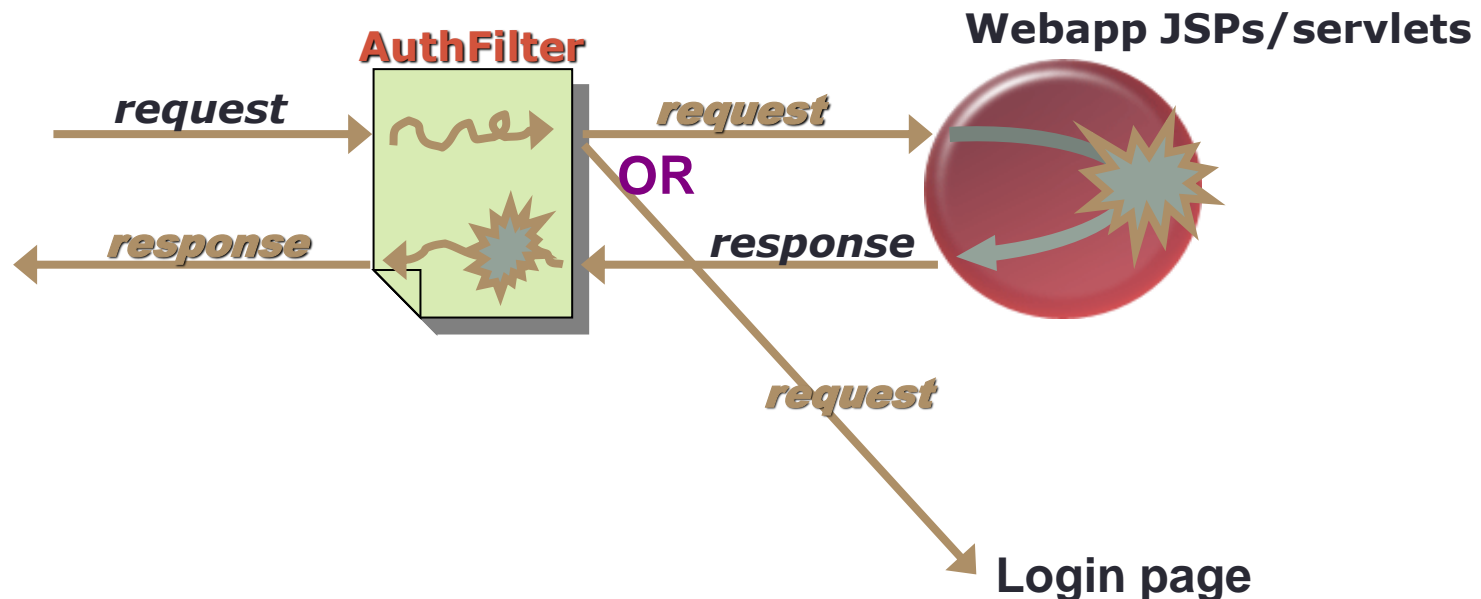 Webapp JSPs/servlets
AuthFilter
request
request
OR
response
response
request
Login page